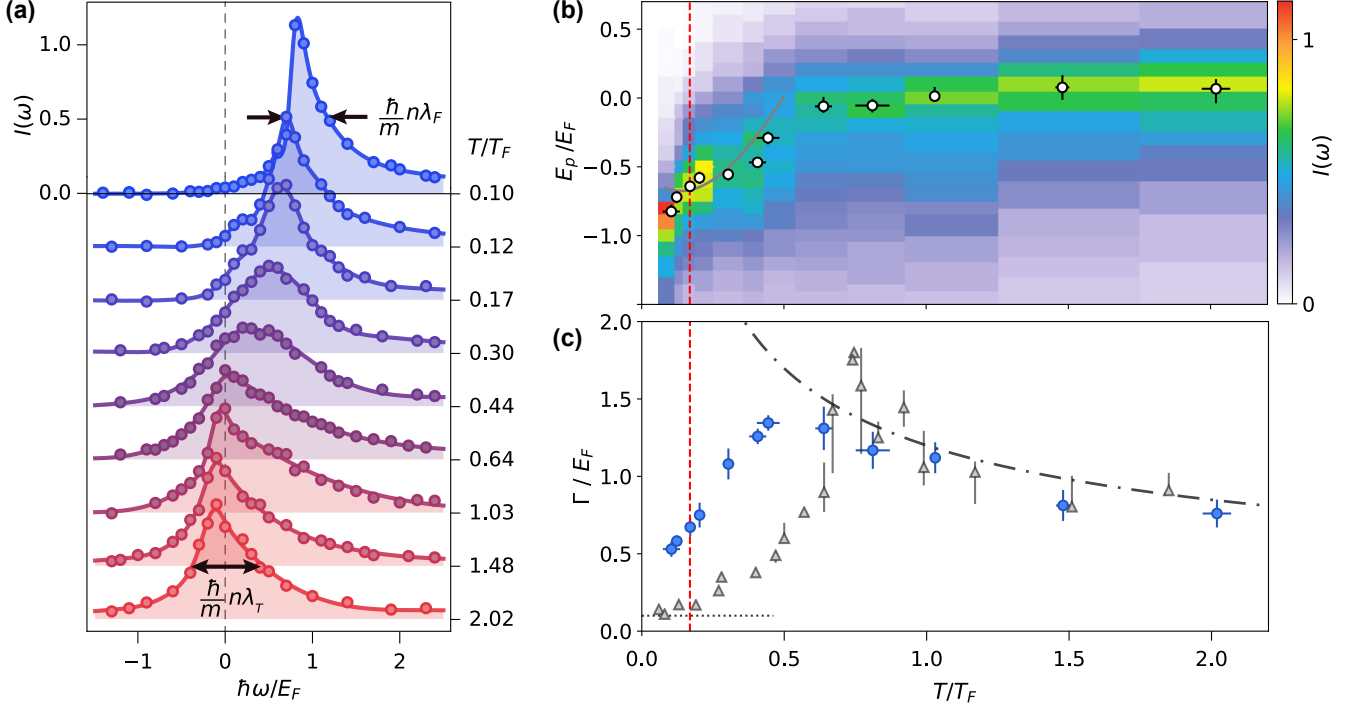 (a)
I(ω)
1.0
0.5
0.0
ħ/m nλ_F
T/T_F
0.10
0.12
0.17
0.30
0.44
0.64
1.03
1.48
2.02
ħ/m nλ_T
−1 0 1 2
ħω/E_F
(b)
E_p/E_F
0.5
0.0
−0.5
−1.0
1
0
I(ω)
(c)
Γ / E_F
2.0
1.5
1.0
0.5
0.0
0.0 0.5 1.0 1.5 2.0
T/T_F